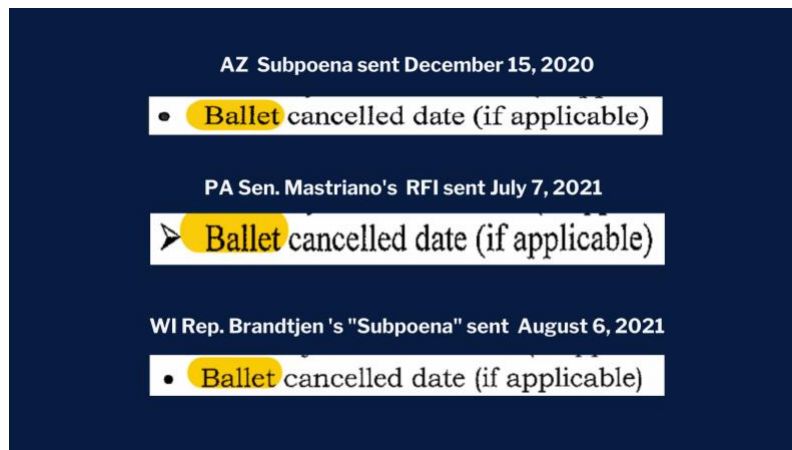 AZ Subpoena sent December 15, 2020
• Ballet cancelled date (if applicable)
PA Sen. Mastriano's RFI sent July 7, 2021
➢ Ballet cancelled date (if applicable)
WI Rep. Brandtjen 's "Subpoena" sent August 6, 2021
• Ballet cancelled date (if applicable)